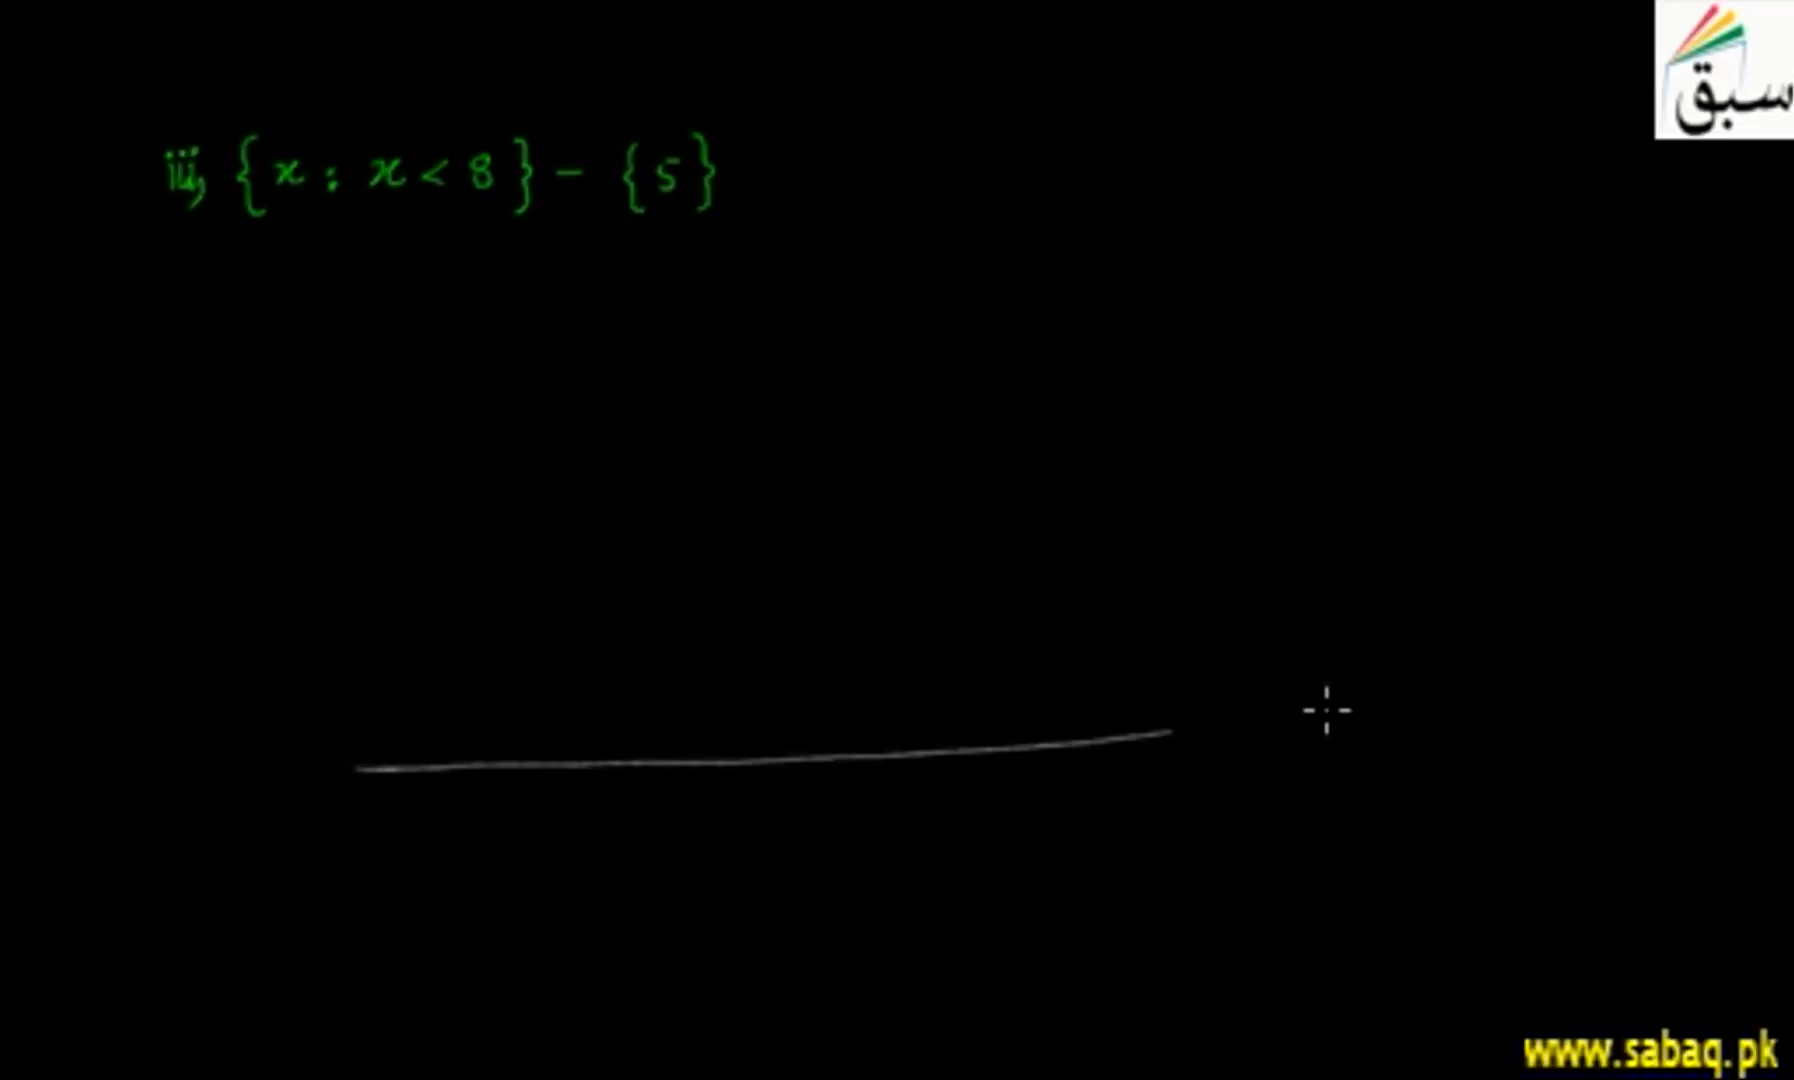 سبق
iii, {x : x < 8} - {5}
www.sabaq.pk